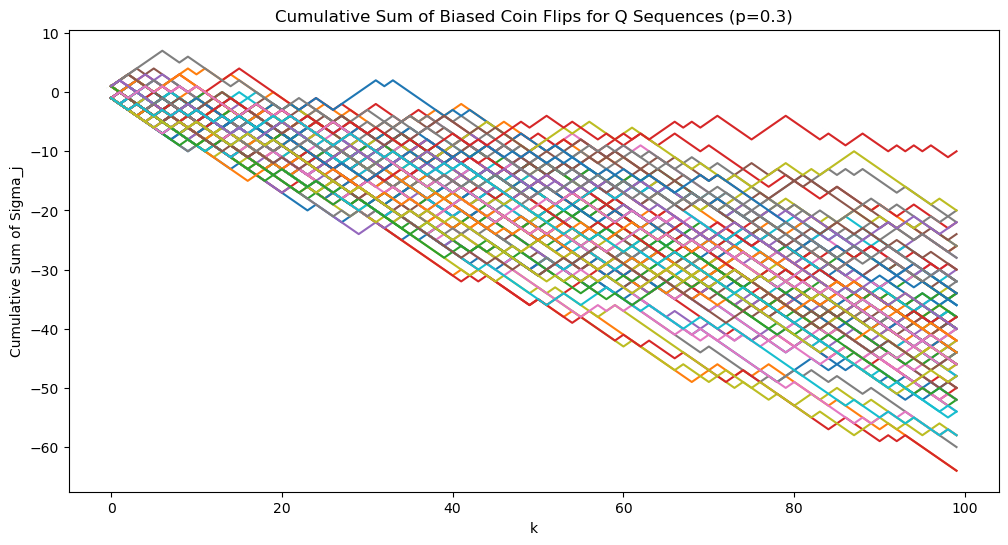 Cumulative Sum of Biased Coin Flips for Q Sequences (p=0.3)
10
0
−10
−20
−30
−40
−50
−60
Cumulative Sum of Sigma_j
0 20 40 60 80 100
k